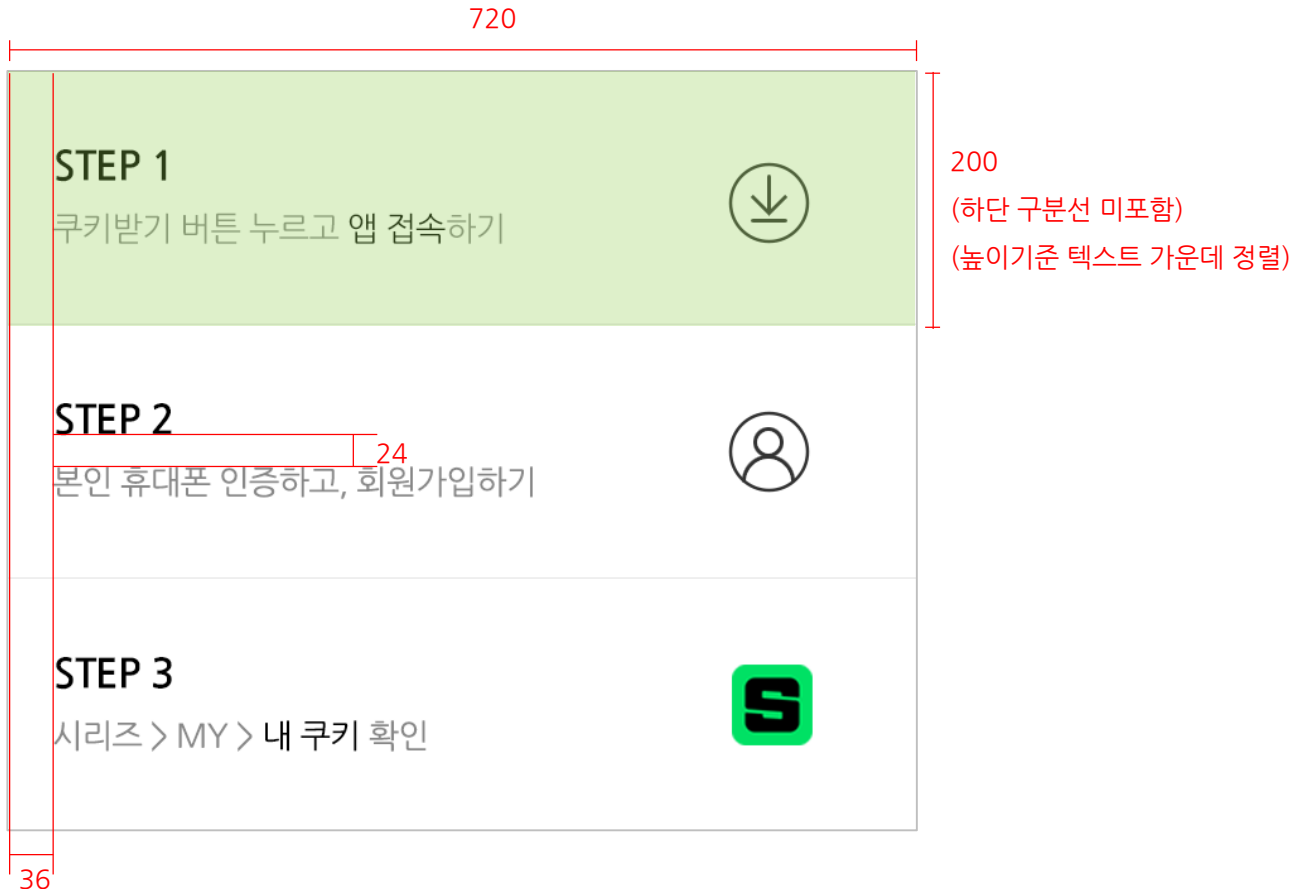 720
STEP 1
쿠키받기 버튼 누르고 앱 접속하기
200
(하단 구분선 미포함)
(높이기준 텍스트 가운데 정렬)
STEP 2
24
본인 휴대폰 인증하고, 회원가입하기
STEP 3
시리즈 > MY > 내 쿠키 확인
S
36